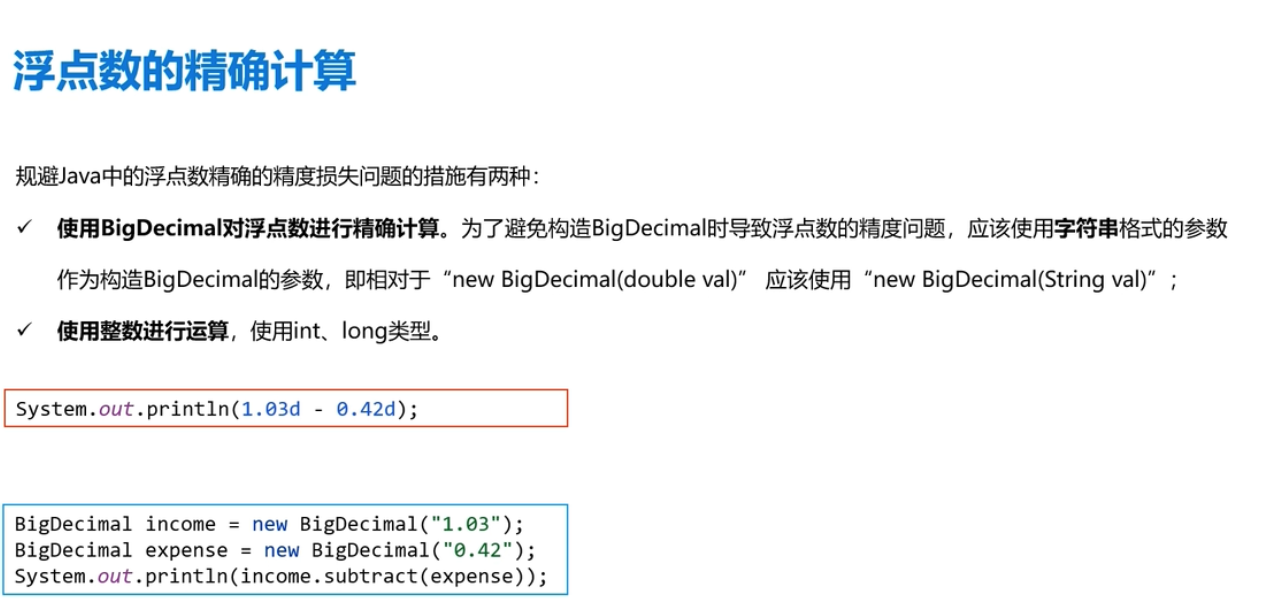 浮点数的精确计算
规避Java中的浮点数精确的精度损失问题的措施有两种：
✓ 使用BigDecimal对浮点数进行精确计算。为了避免构造BigDecimal时导致浮点数的精度问题，应该使用字符串格式的参数
作为构造BigDecimal的参数，即相对于“new BigDecimal(double val)” 应该使用“new BigDecimal(String val)”；
✓ 使用整数进行运算，使用int、long类型。
System.out.println(1.03d - 0.42d);
BigDecimal income = new BigDecimal("1.03");
BigDecimal expense = new BigDecimal("0.42");
System.out.println(income.subtract(expense));